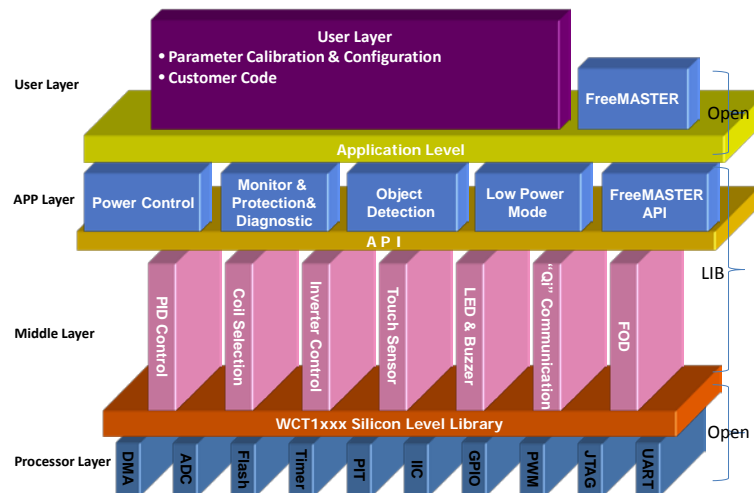 User Layer
• Parameter Calibration & Configuration
• Customer Code
User Layer
FreeMASTER
Open
Application Level
APP Layer
Power Control
Monitor &
Protection&
Diagnostic
Object
Detection
Low Power
Mode
FreeMASTER
API
A P I
LIB
Middle Layer
PID Control
Coil Selection
Inverter Control
Touch Sensor
LED & Buzzer
“Qi” Communication
FOD
WCT1xxx Silicon Level Library
Open
Processor Layer
DMA
ADC
Flash
Timer
PIT
IIC
GPIO
PWM
JTAG
UART